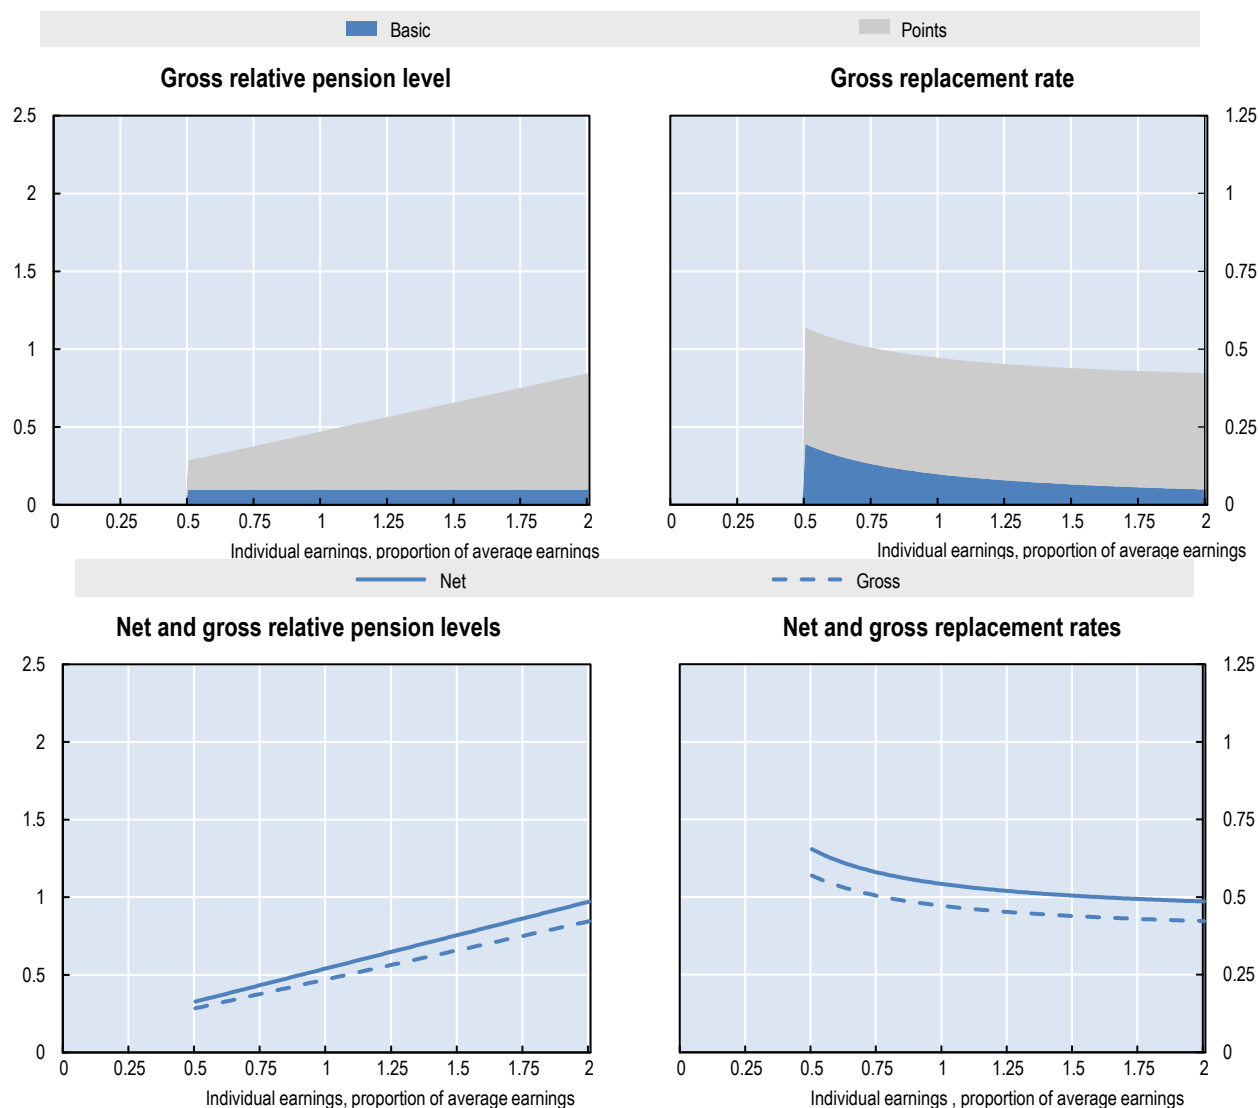 Basic Points
Gross relative pension level Gross replacement rate
2.5 1.25
2 1
1.5 0.75
1 0.5
0.5 0.25
0 0
0 0.25 0.5 0.75 1 1.25 1.5 1.75 2 0 0.25 0.5 0.75 1 1.25 1.5 1.75 2
Individual earnings, proportion of average earnings Individual earnings, proportion of average earnings
Net Gross
Net and gross relative pension levels Net and gross replacement rates
2.5 1.25
2 1
1.5 0.75
1 0.5
0.5 0.25
0 0
0 0.25 0.5 0.75 1 1.25 1.5 1.75 2 0 0.25 0.5 0.75 1 1.25 1.5 1.75 2
Individual earnings, proportion of average earnings Individual earnings , proportion of average earnings